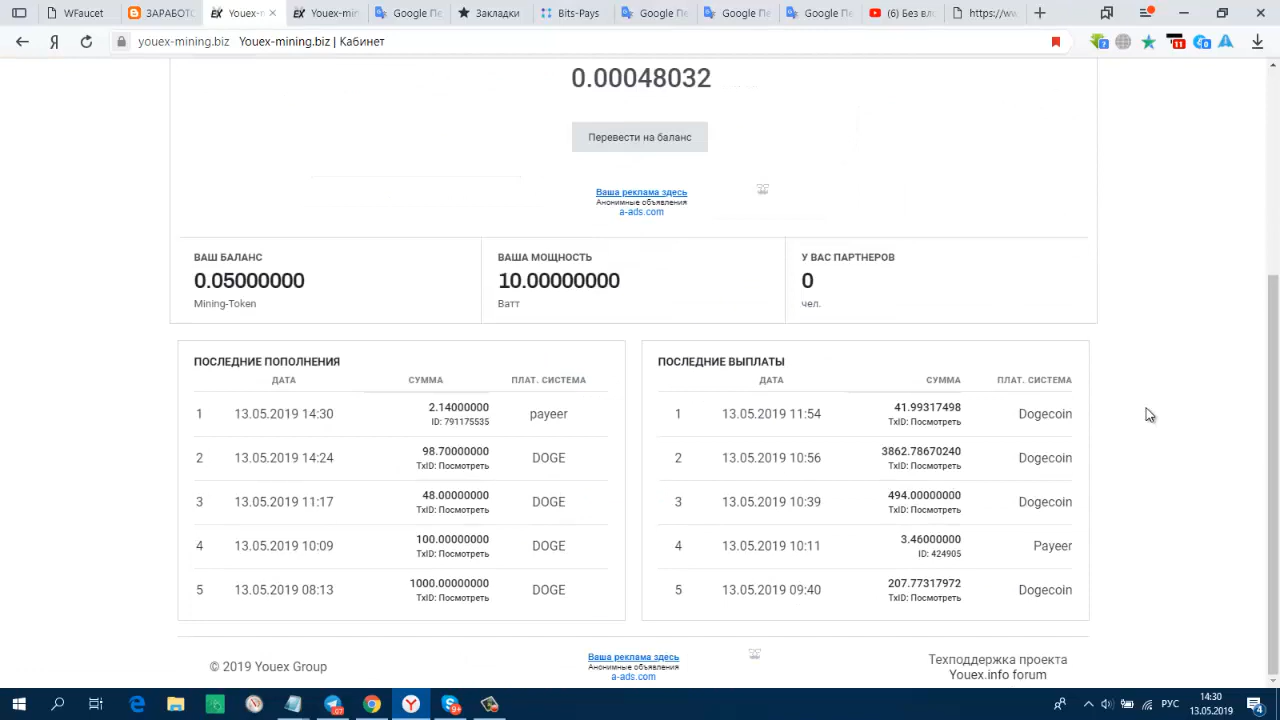 WFaucet
ЗАРАБОТО
Youex-m
Youex-min
Google Пе
Закладки
Bits-Pays
Google Пе
Google Пе
Google Пе
(6) Без вл
https://ww
Я
youex-mining.biz Youex-mining.biz | Кабинет
7
11
0
0.00048032
Перевести на баланс
Ваша реклама здесь
Анонимные объявления
a-ads.com
ВАШ БАЛАНС
0.05000000
Mining-Token
ВАША МОЩНОСТЬ
10.00000000
Ватт
У ВАС ПАРТНЕРОВ
0
чел.
ПОСЛЕДНИЕ ПОПОЛНЕНИЯ
ДАТА СУММА ПЛАТ. СИСТЕМА
1 13.05.2019 14:30 2.14000000 payeer
ID: 791175535
2 13.05.2019 14:24 98.70000000 DOGE
TxID: Посмотреть
3 13.05.2019 11:17 48.00000000 DOGE
TxID: Посмотреть
4 13.05.2019 10:09 100.00000000 DOGE
TxID: Посмотреть
5 13.05.2019 08:13 1000.00000000 DOGE
TxID: Посмотреть
ПОСЛЕДНИЕ ВЫПЛАТЫ
ДАТА СУММА ПЛАТ. СИСТЕМА
1 13.05.2019 11:54 41.99317498 Dogecoin
TxID: Посмотреть
2 13.05.2019 10:56 3862.78670240 Dogecoin
TxID: Посмотреть
3 13.05.2019 10:39 494.00000000 Dogecoin
TxID: Посмотреть
4 13.05.2019 10:11 3.46000000 Payeer
ID: 424905
5 13.05.2019 09:40 207.77317972 Dogecoin
TxID: Посмотреть
© 2019 Youex Group
Ваша реклама здесь
Анонимные объявления
a-ads.com
Техподдержка проекта
Youex.info forum
РУС
14:30
13.05.2019
4